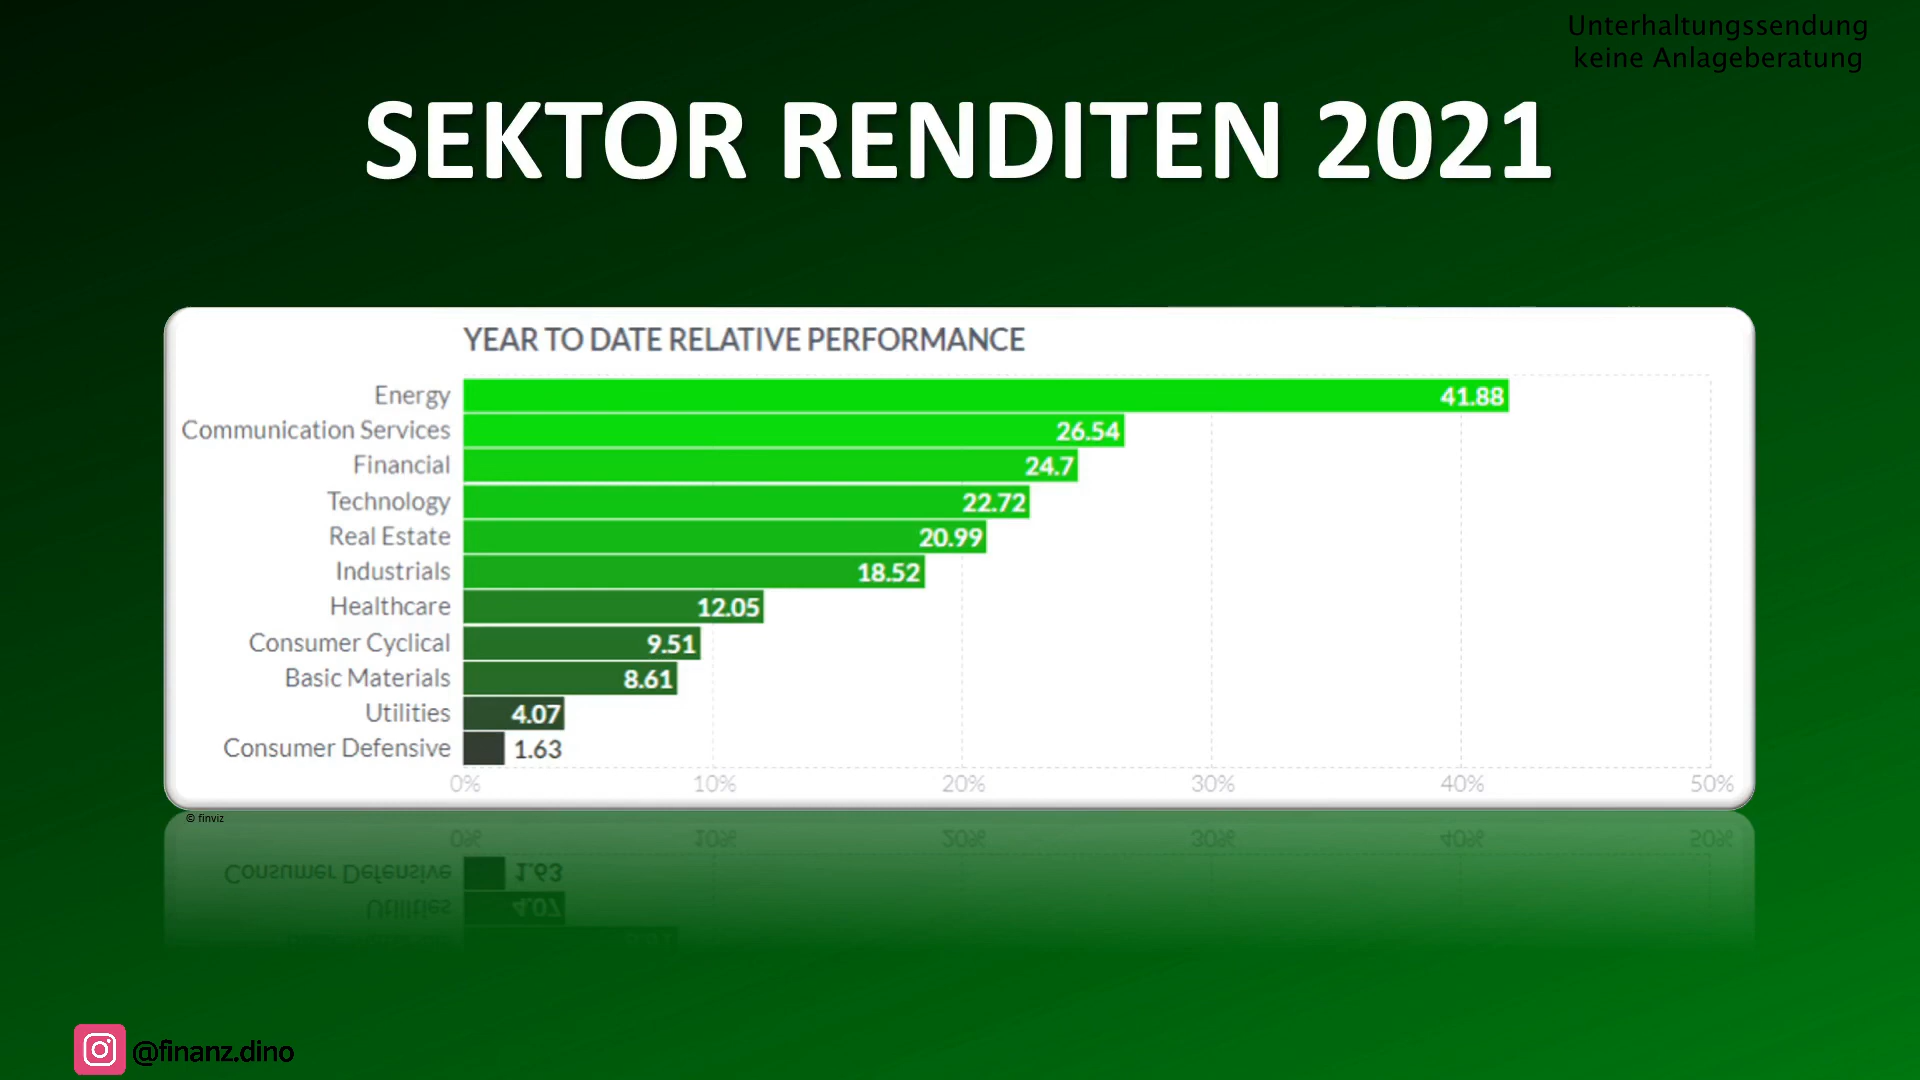 Unterhaltungssendung
keine Anlageberatung
SEKTOR RENDITEN 2021
YEAR TO DATE RELATIVE PERFORMANCE
Energy 41.88
Communication Services 26.54
Financial 24.7
Technology 22.72
Real Estate 20.99
Industrials 18.52
Healthcare 12.05
Consumer Cyclical 9.51
Basic Materials 8.61
Utilities 4.07
Consumer Defensive 1.63
0% 10% 20% 30% 40% 50%
© finviz
@finanz.dino